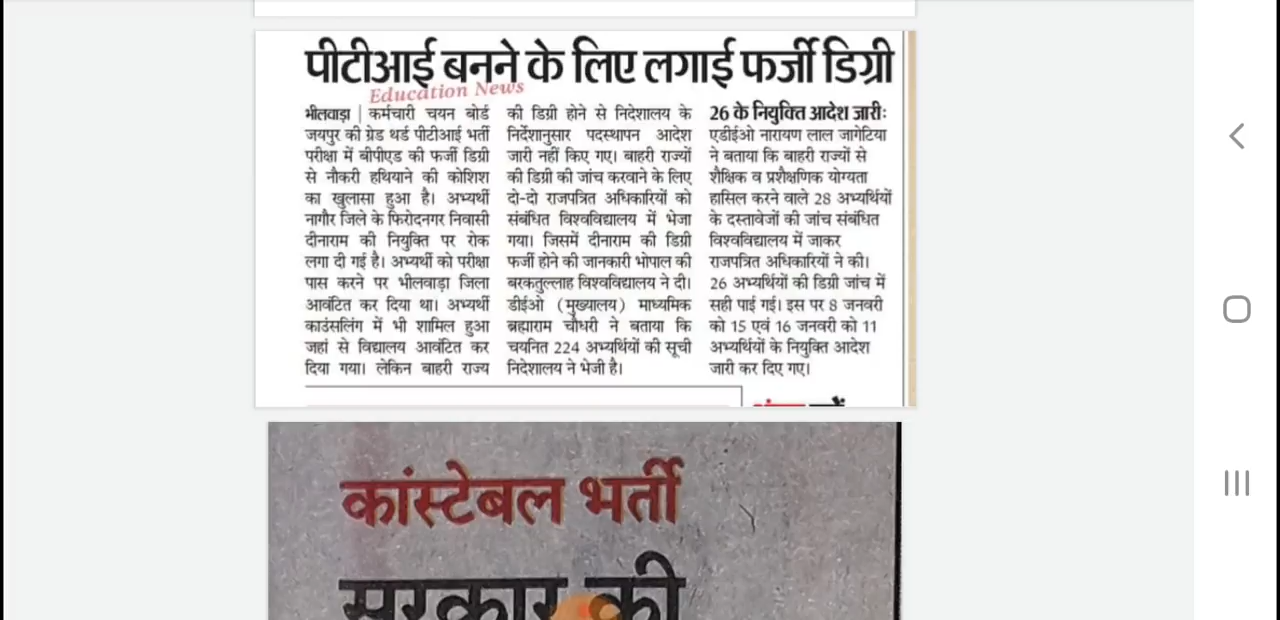 पीटीआई बनने के लिए लगाई फर्जी डिग्री
Education News
भीलवाड़ा | कर्मचारी चयन बोर्ड
जयपुर की ग्रेड थर्ड पीटीआई भर्ती
परीक्षा में बीपीएड की फर्जी डिग्री
से नौकरी हथियाने की कोशिश
का खुलासा हुआ है। अभ्यर्थी
नागौर जिले के फिरोदनगर निवासी
दीनाराम की नियुक्ति पर रोक
लगा दी गई है। अभ्यर्थी को परीक्षा
पास करने पर भीलवाड़ा जिला
आवंटित कर दिया था। अभ्यर्थी
काउंसलिंग में भी शामिल हुआ
जहां से विद्यालय आवंटित कर
दिया गया। लेकिन बाहरी राज्य
की डिग्री होने से निदेशालय के
निर्देशानुसार पदस्थापन आदेश
जारी नहीं किए गए। बाहरी राज्यों
की डिग्री की जांच करवाने के लिए
दो-दो राजपत्रित अधिकारियों को
संबंधित विश्वविद्यालय में भेजा
गया। जिसमें दीनाराम की डिग्री
फर्जी होने की जानकारी भोपाल की
बरकतुल्लाह विश्वविद्यालय ने दी।
डीईओ (मुख्यालय) माध्यमिक
ब्रह्माराम चौधरी ने बताया कि
चयनित 224 अभ्यर्थियों की सूची
निदेशालय ने भेजी है।
26 के नियुक्ति आदेश जारीः
एडीईओ नारायण लाल जागेटिया
ने बताया कि बाहरी राज्यों से
शैक्षिक व प्रशैक्षणिक योग्यता
हासिल करने वाले 28 अभ्यर्थियों
के दस्तावेजों की जांच संबंधित
विश्वविद्यालय में जाकर
राजपत्रित अधिकारियों ने की।
26 अभ्यर्थियों की डिग्री जांच में
सही पाई गई। इस पर 8 जनवरी
को 15 एवं 16 जनवरी को 11
अभ्यर्थियों के नियुक्ति आदेश
जारी कर दिए गए।
कांस्टेबल भर्ती
सरकार की